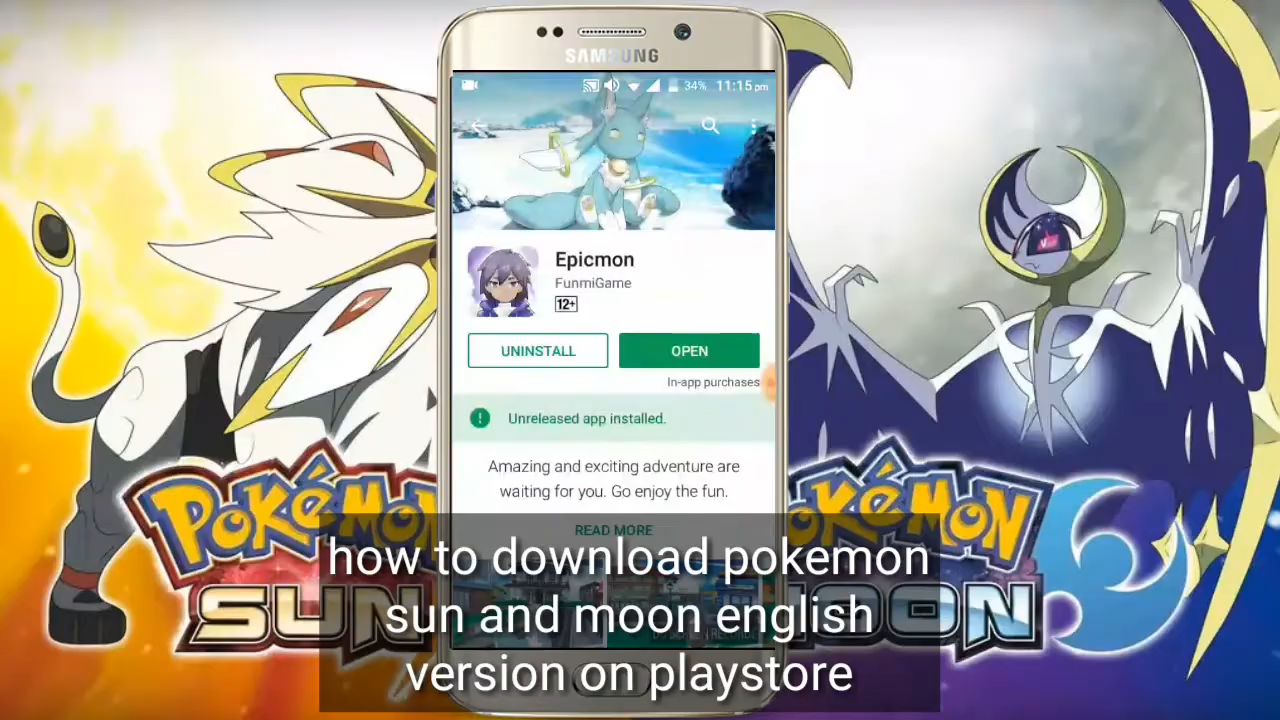 SAMSUNG
34% 11:15 pm
Epicmon
FunmiGame
12+
UNINSTALL
OPEN
In-app purchases
Unreleased app installed.
Amazing and exciting adventure are
waiting for you. Go enjoy the fun.
READ MORE
POKéMON
SUN
POKéMON
MOON
how to download pokemon
sun and moon english
version on playstore